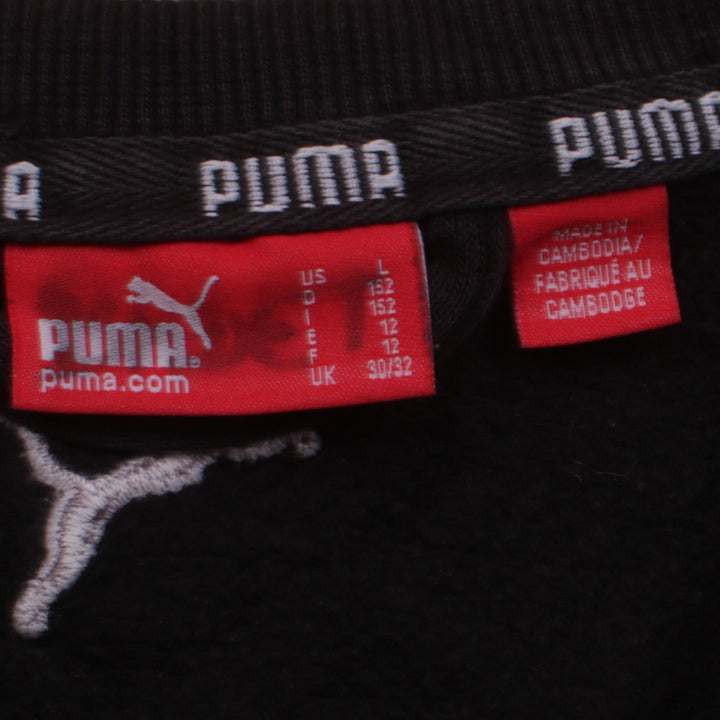 PUMA
PUMA
A
PUMA
puma.com
US L
D 152
I 152
E 12
F 12
UK 30/32
MADE IN
CAMBODIA/
FABRIQUÉ AU
CAMBODGE